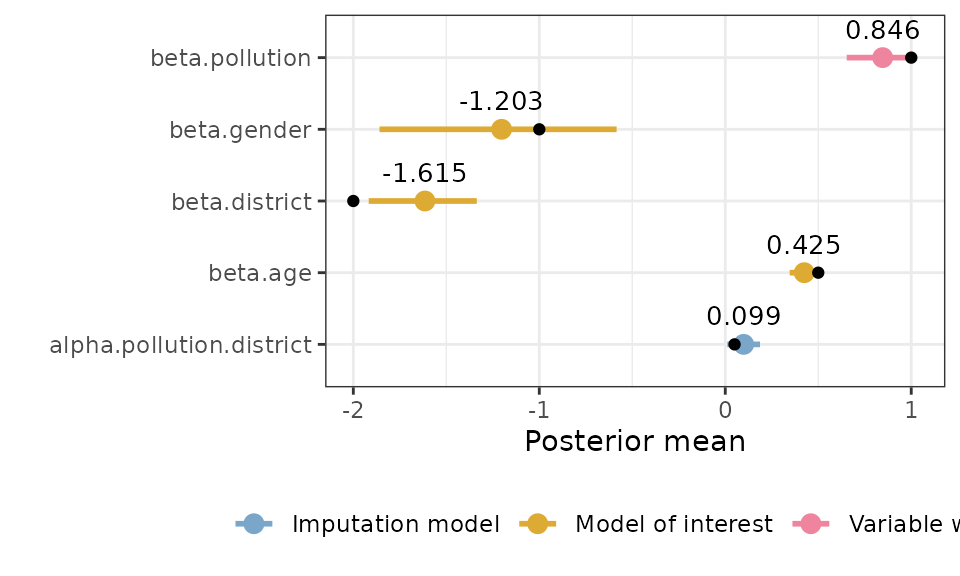 0.846
beta.pollution
-1.203
beta.gender
-1.615
beta.district
0.425
beta.age
0.099
alpha.pollution.district
-2 -1 0 1
Posterior mean
Imputation model Model of interest Variable